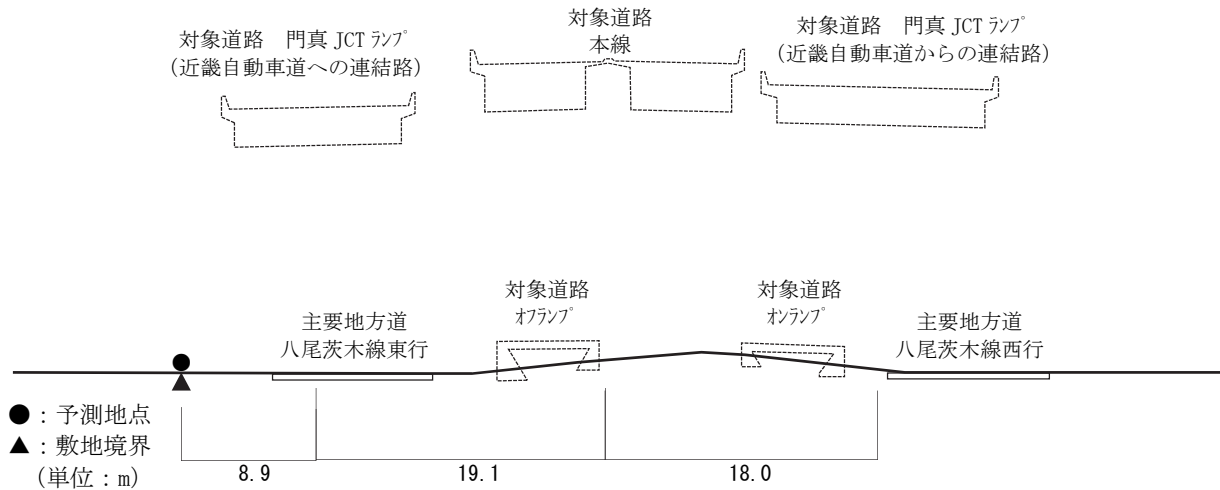 対象道路　門真 JCT ﾗﾝﾌﾟ
（近畿自動車道への連結路）
対象道路
本線
対象道路　門真 JCT ﾗﾝﾌﾟ
（近畿自動車道からの連結路）
主要地方道
八尾茨木線東行
対象道路
ｵﾌﾗﾝﾌﾟ
対象道路
ｵﾝﾗﾝﾌﾟ
主要地方道
八尾茨木線西行
●：予測地点
▲：敷地境界
（単位：m）
8.9
19.1
18.0